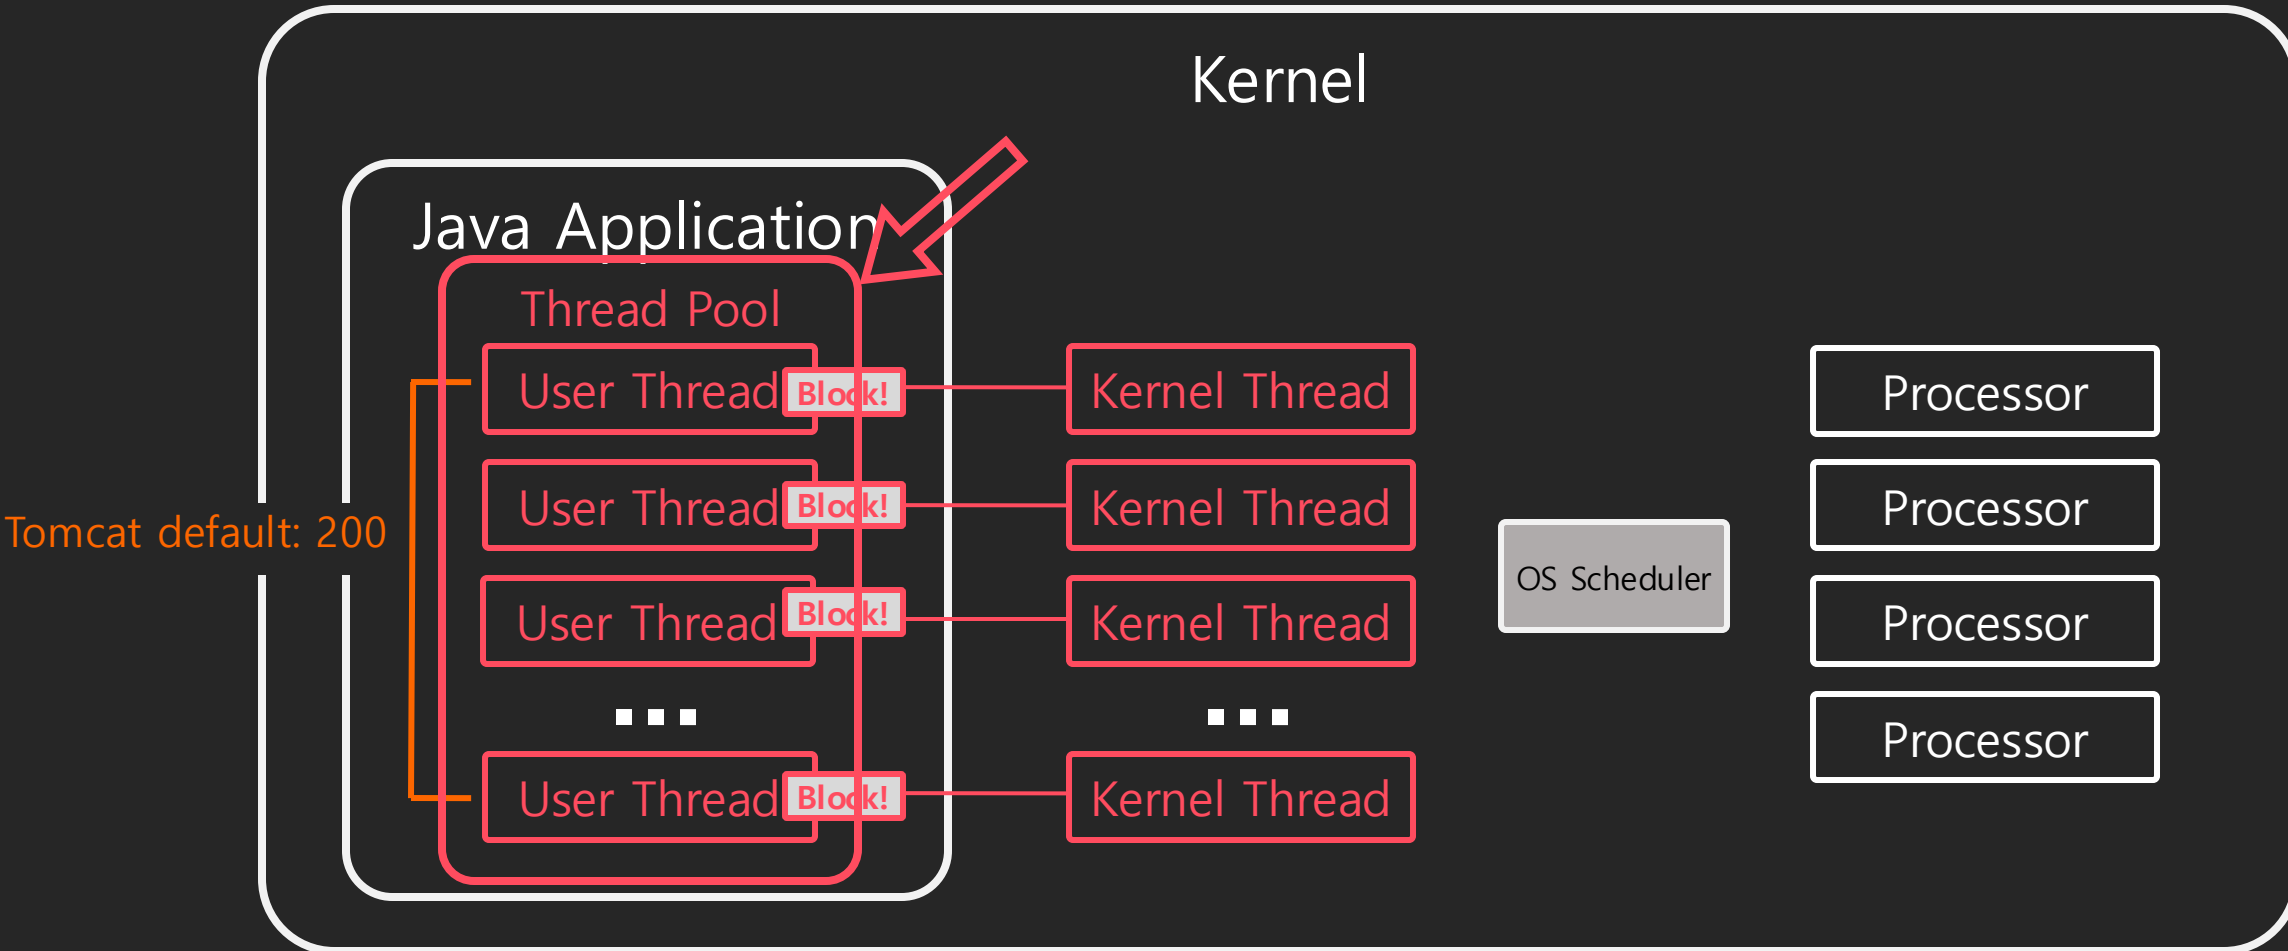 Kernel
Java Application
Thread Pool
User Thread
Block!
Kernel Thread
Processor
User Thread
Block!
Kernel Thread
Processor
Tomcat default: 200
OS Scheduler
User Thread
Block!
Kernel Thread
Processor
Processor
User Thread
Block!
Kernel Thread